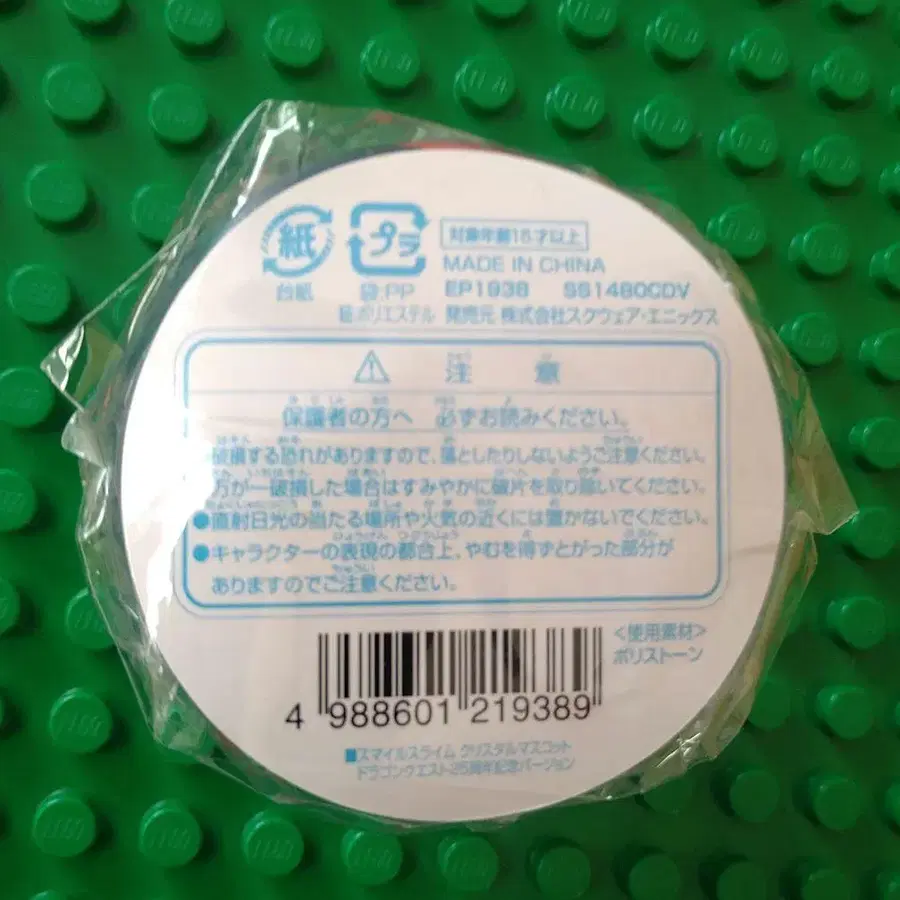 紙 プラ 対象年齢15才以上
MADE IN CHINA
台紙 袋:PP EP1938 SS1480CDV
紐:ポリエステル 発売元 株式会社スクウェア・エニックス
⚠ 注意
保護者の方へ 必ずお読みください。
破損する恐れがありますので、落としたりしないようご注意ください。
万が一破損した場合はすみやかに破片を取り除いてください。
●直射日光の当たる場所や火気の近くには置かないでください。
●キャラクターの表現の都合上、やむを得ずとがった部分が
ありますのでご注意ください。
<使用素材>
ポリストーン
4 988601 219389
■スマイルスライム クリスタルマスコット
ドラゴンクエスト25周年記念バージョン